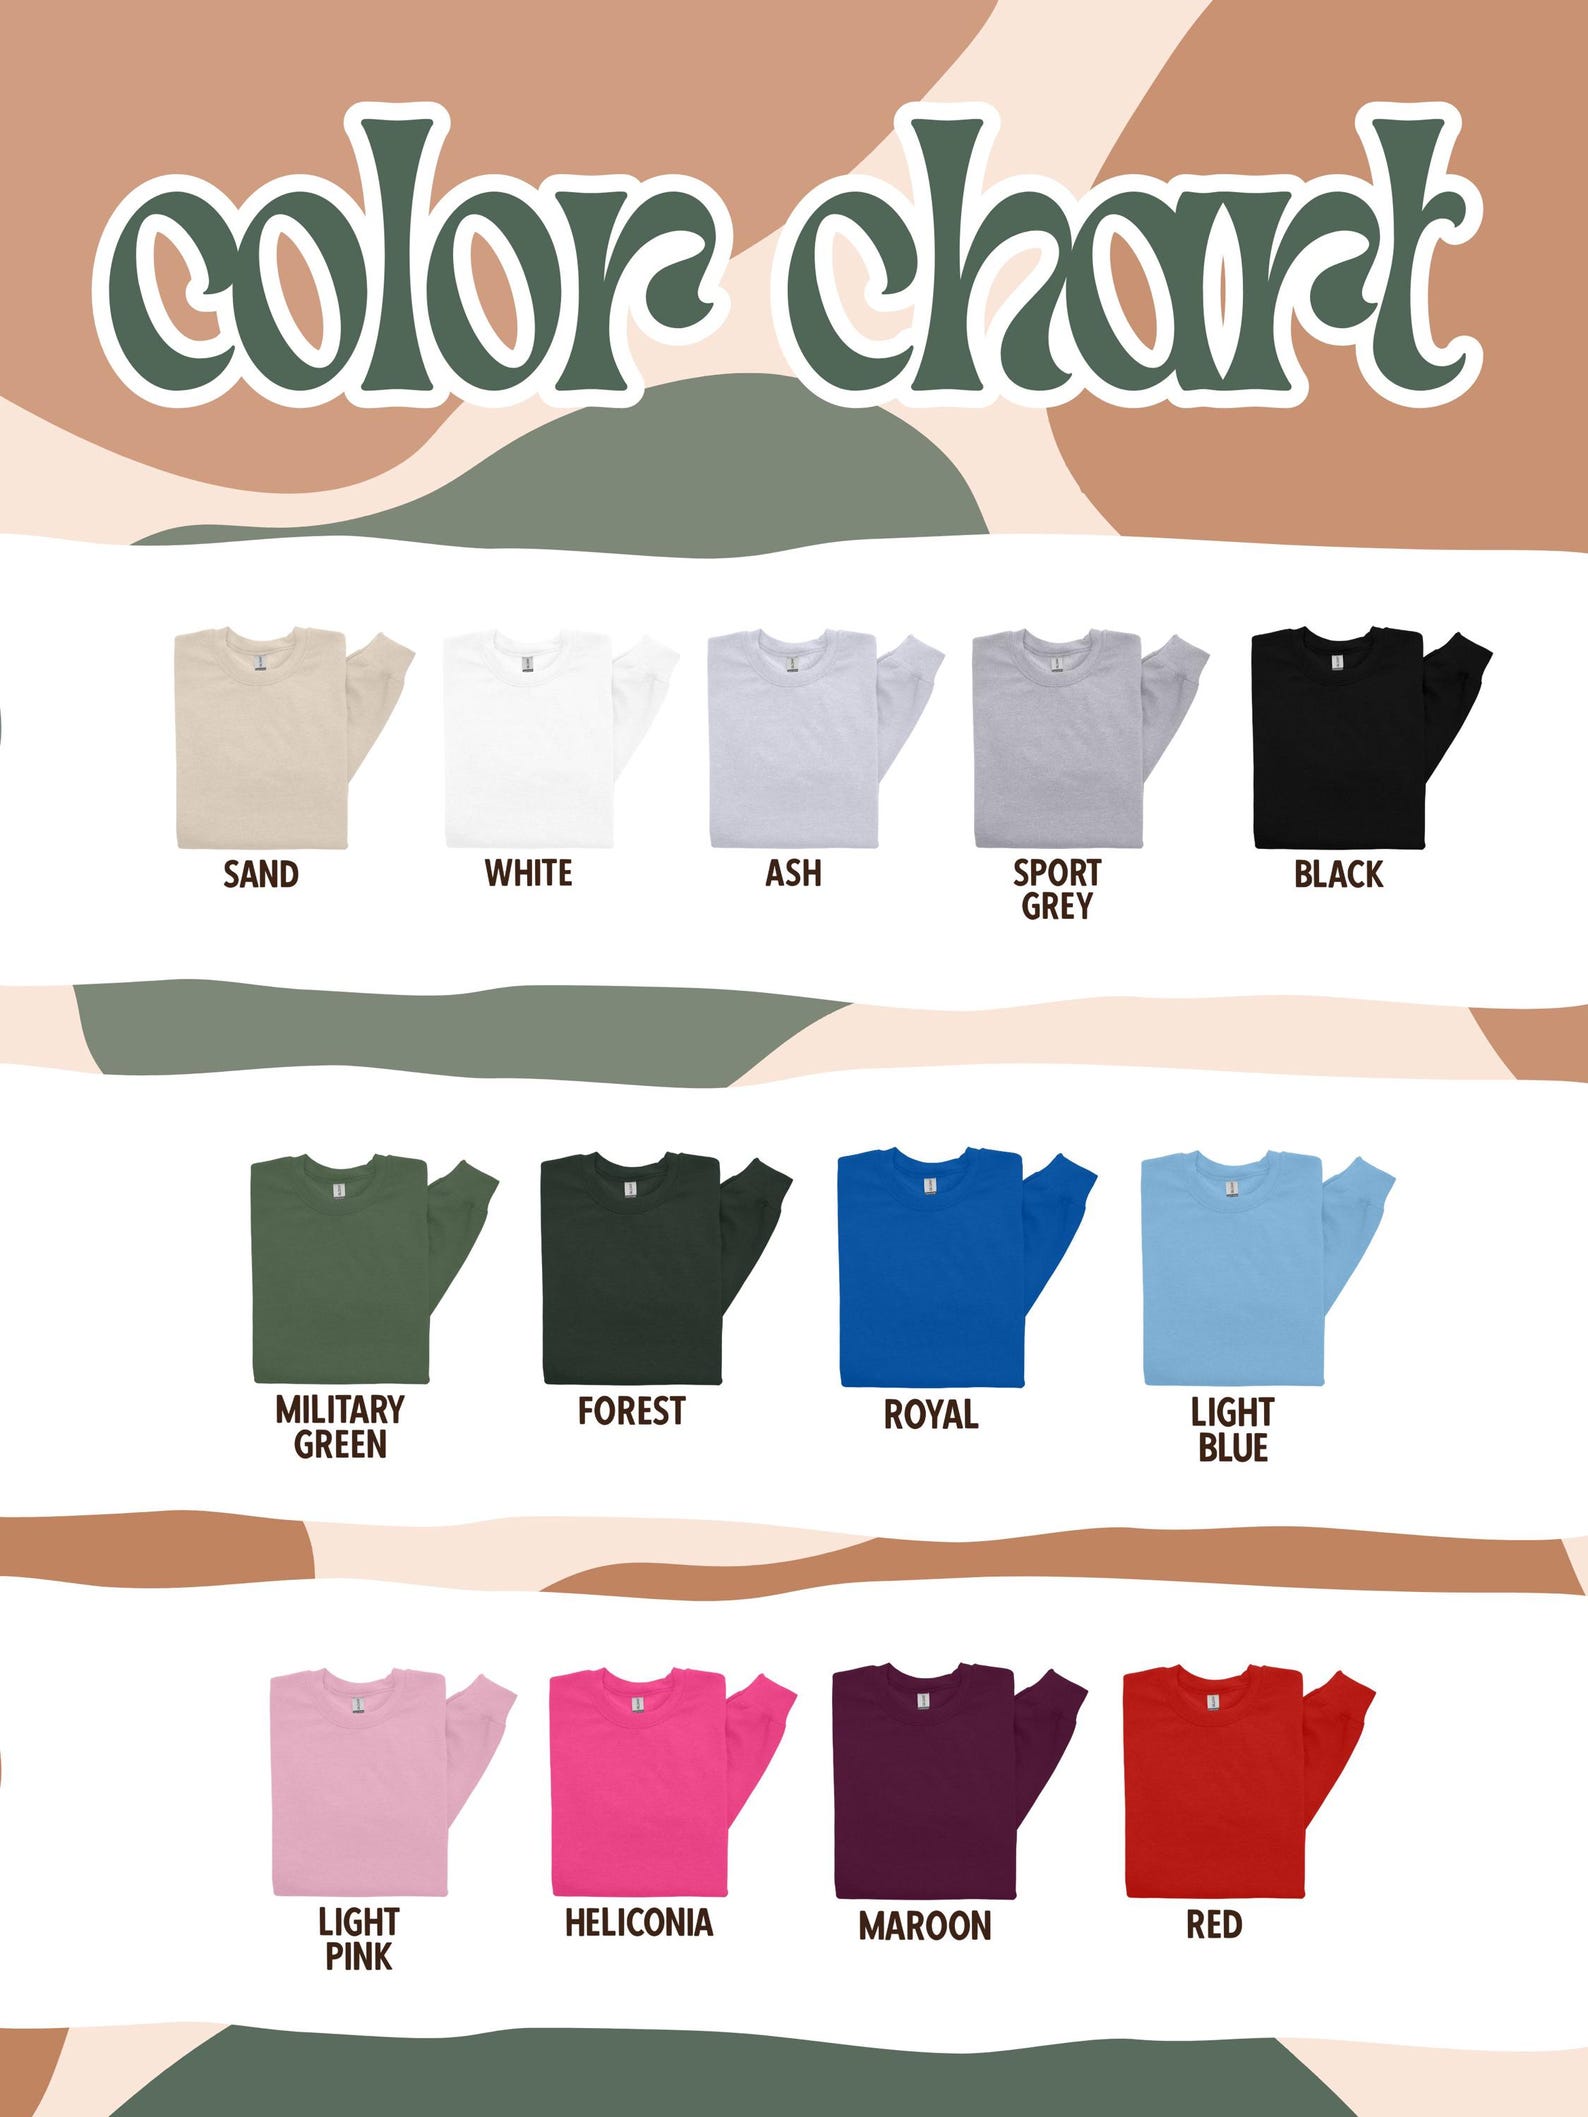 color chart
SAND
WHITE
ASH
SPORT
GREY
BLACK
MILITARY
GREEN
FOREST
ROYAL
LIGHT
BLUE
LIGHT
PINK
HELICONIA
MAROON
RED